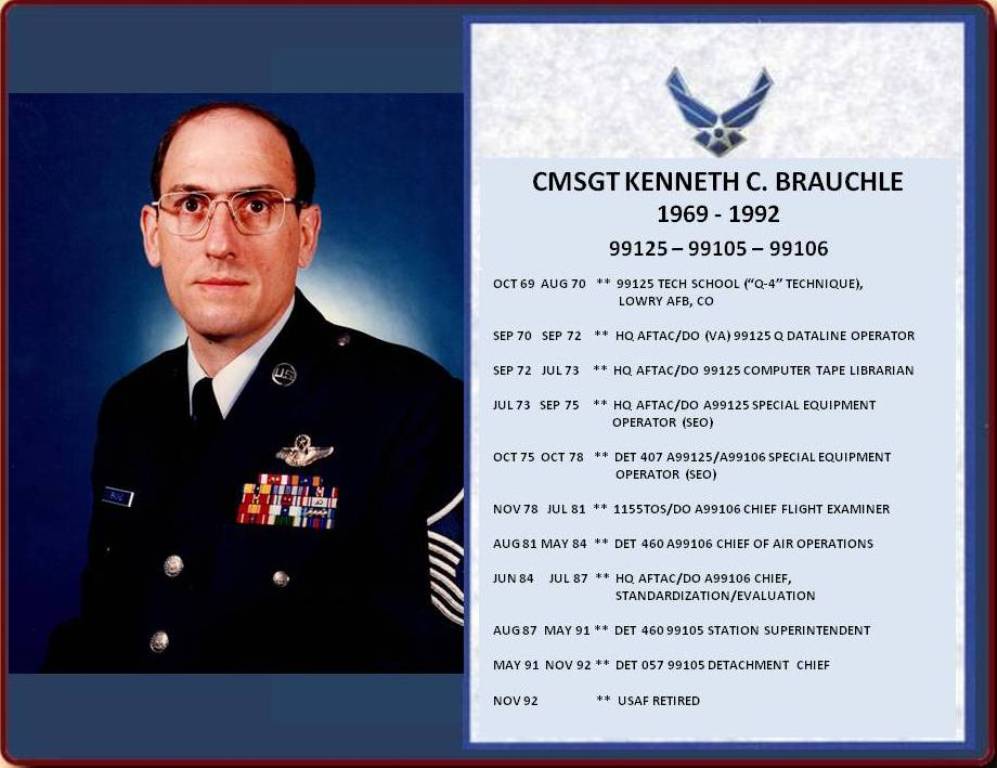 U.S.
CMSGT KENNETH C. BRAUCHLE
1969 - 1992
99125 – 99105 – 99106
OCT 69 AUG 70 ** 99125 TECH SCHOOL (“Q-4” TECHNIQUE),
LOWRY AFB, CO
SEP 70 SEP 72 ** HQ AFTAC/DO (VA) 99125 Q DATALINE OPERATOR
SEP 72 JUL 73 ** HQ AFTAC/DO 99125 COMPUTER TAPE LIBRARIAN
JUL 73 SEP 75 ** HQ AFTAC/DO A99125 SPECIAL EQUIPMENT
OPERATOR (SEO)
OCT 75 OCT 78 ** DET 407 A99125/A99106 SPECIAL EQUIPMENT
OPERATOR (SEO)
NOV 78 JUL 81 ** 1155TOS/DO A99106 CHIEF FLIGHT EXAMINER
AUG 81 MAY 84 ** DET 460 A99106 CHIEF OF AIR OPERATIONS
JUN 84 JUL 87 ** HQ AFTAC/DO A99106 CHIEF,
STANDARDIZATION/EVALUATION
AUG 87 MAY 91 ** DET 460 99105 STATION SUPERINTENDENT
MAY 91 NOV 92 ** DET 057 99105 DETACHMENT CHIEF
NOV 92 ** USAF RETIRED